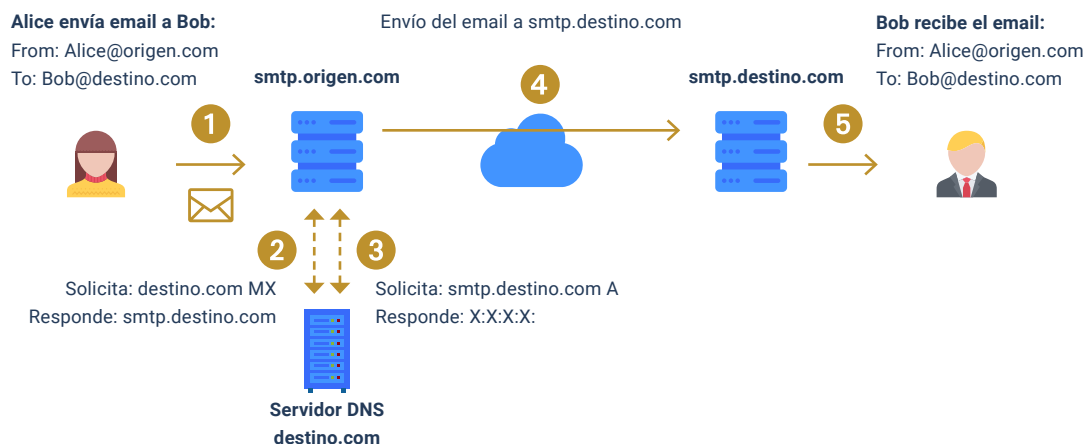 Alice envía email a Bob:
From: Alice@origen.com
To: Bob@destino.com
1
smtp.origen.com
Envío del email a smtp.destino.com
4
smtp.destino.com
5
Bob recibe el email:
From: Alice@origen.com
To: Bob@destino.com
2
Solicita: destino.com MX
Responde: smtp.destino.com
3
Solicita: smtp.destino.com A
Responde: X:X:X:X:
Servidor DNS
destino.com